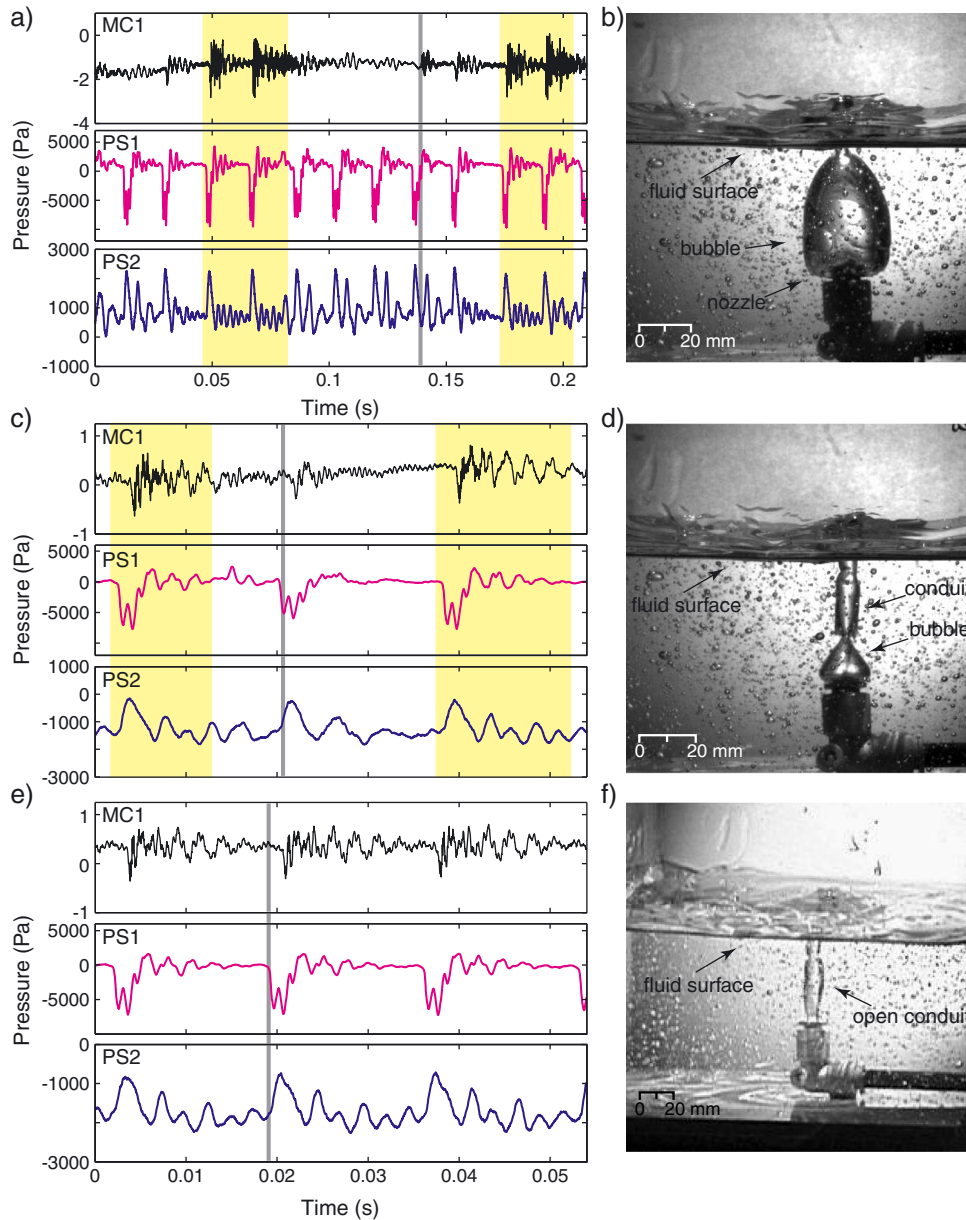 a)
MC1
0
-2
-4
PS1
5000
0
-5000
Pressure (Pa)
PS2
3000
1000
0
-1000
0
0.05
0.1
0.15
0.2
Time (s)
b)
fluid surface
bubble
nozzle
0 20 mm
c)
MC1
1
0
-1
PS1
5000
0
-5000
Pressure (Pa)
PS2
1000
0
-1000
-3000
d)
fluid surface
conduit
bubble
0 20 mm
e)
MC1
1
0
-1
PS1
5000
0
-5000
Pressure (Pa)
PS2
0
-1000
-3000
0
0.01
0.02
0.03
0.04
0.05
Time (s)
f)
fluid surface
open conduit
0 20 mm